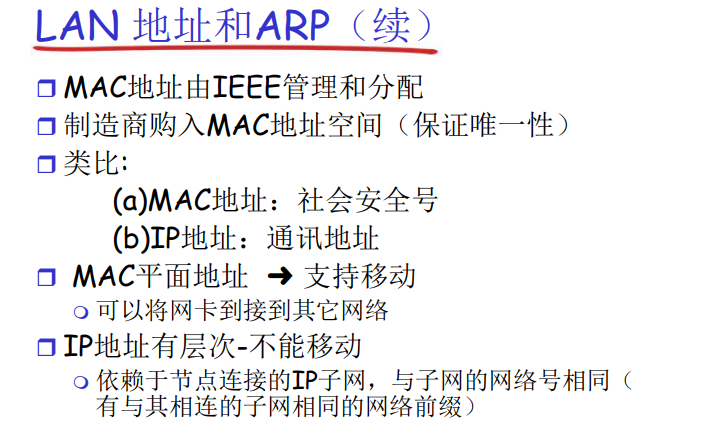 LAN 地址和ARP（续）
MAC地址由IEEE管理和分配
制造商购入MAC地址空间（保证唯一性）
类比:
(a)MAC地址：社会安全号
(b)IP地址：通讯地址
MAC平面地址 ➜ 支持移动
可以将网卡到接到其它网络
IP地址有层次-不能移动
依赖于节点连接的IP子网，与子网的网络号相同（
有与其相连的子网相同的网络前缀）